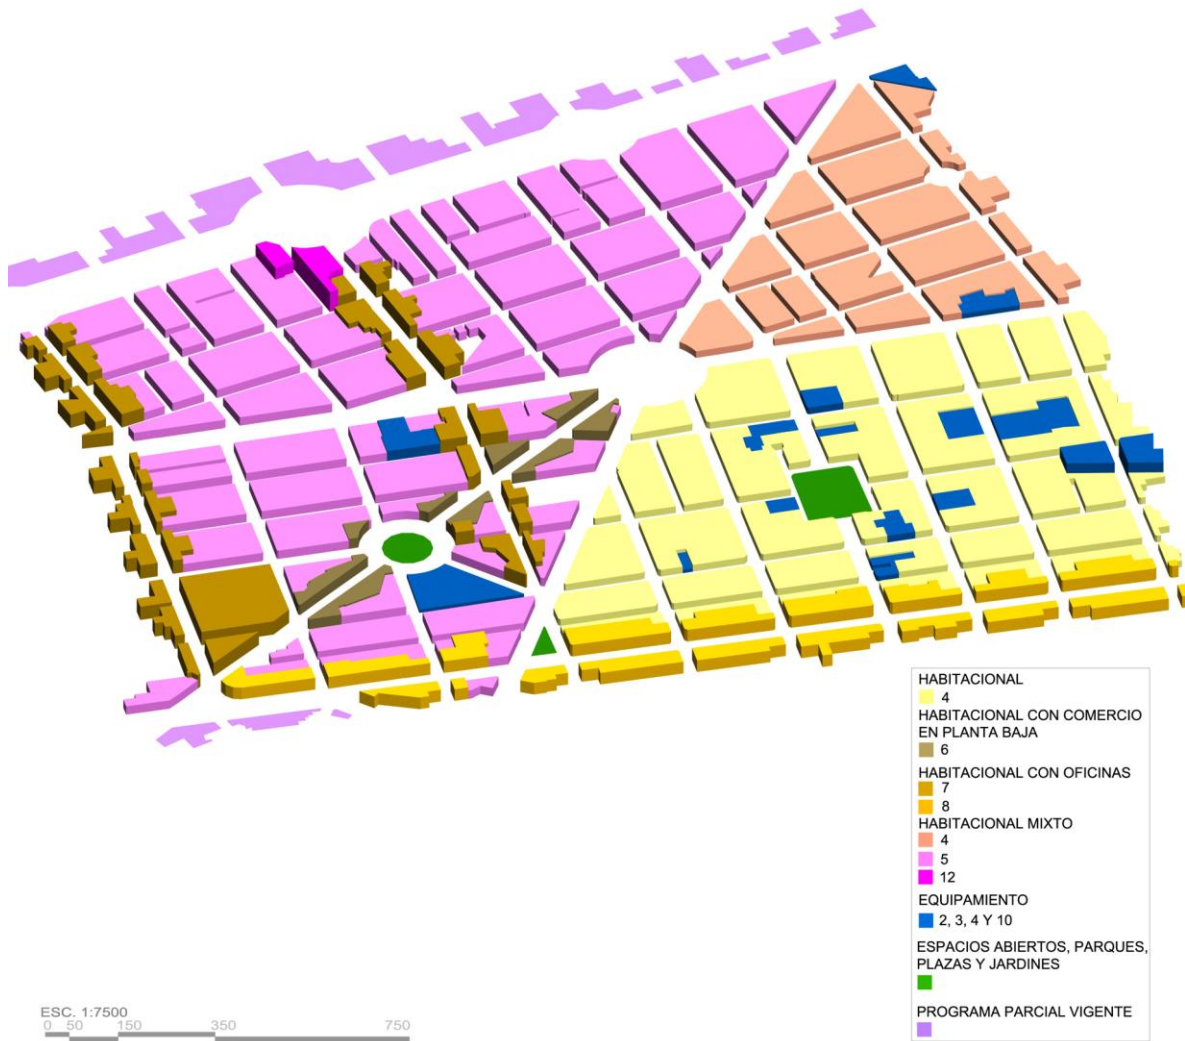 HABITACIONAL
4
HABITACIONAL CON COMERCIO
EN PLANTA BAJA
6
HABITACIONAL CON OFICINAS
7
8
HABITACIONAL MIXTO
4
5
12
EQUIPAMIENTO
2, 3, 4 Y 10
ESPACIOS ABIERTOS, PARQUES,
PLAZAS Y JARDINES
PROGRAMA PARCIAL VIGENTE
ESC. 1:7500
0 50 150 350 750